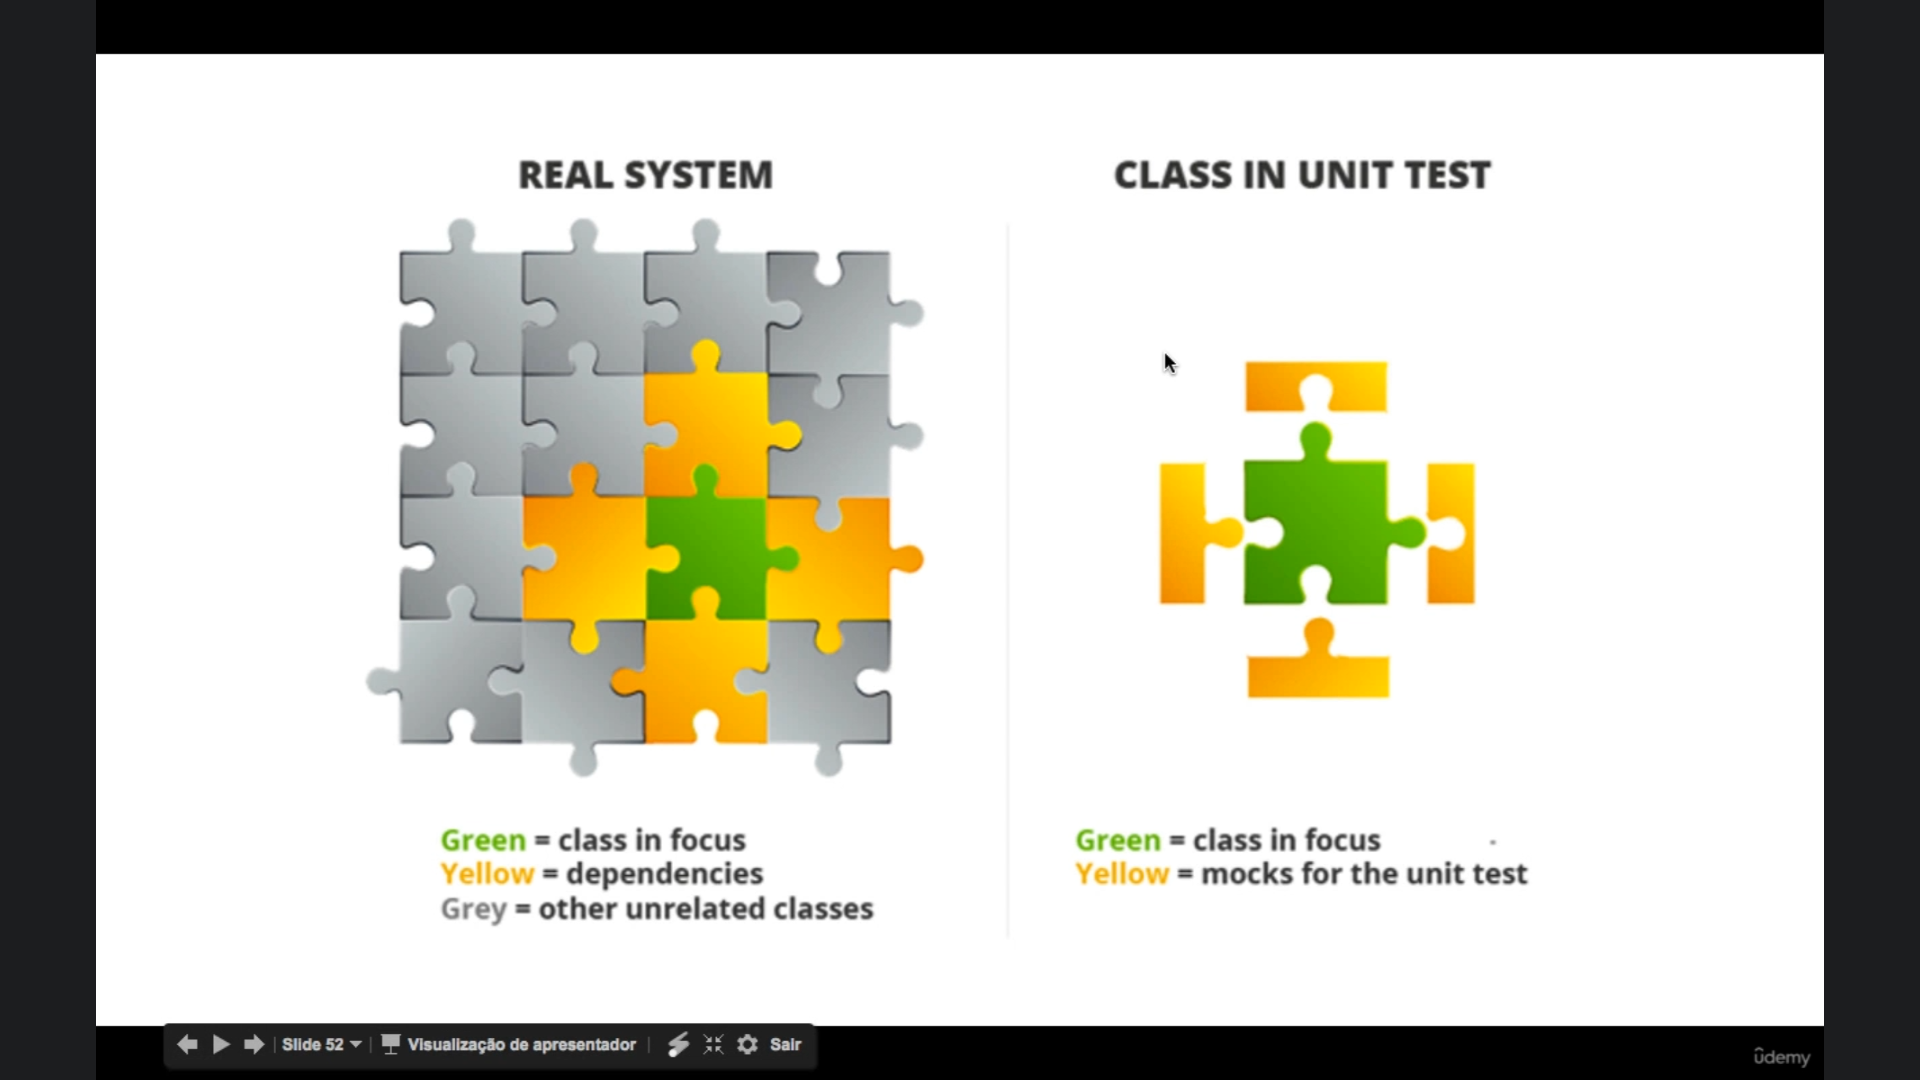 REAL SYSTEM
CLASS IN UNIT TEST
Green = class in focus
Yellow = dependencies
Grey = other unrelated classes
Green = class in focus
Yellow = mocks for the unit test
Slide 52
Visualização de apresentador
Sair
ûdemy